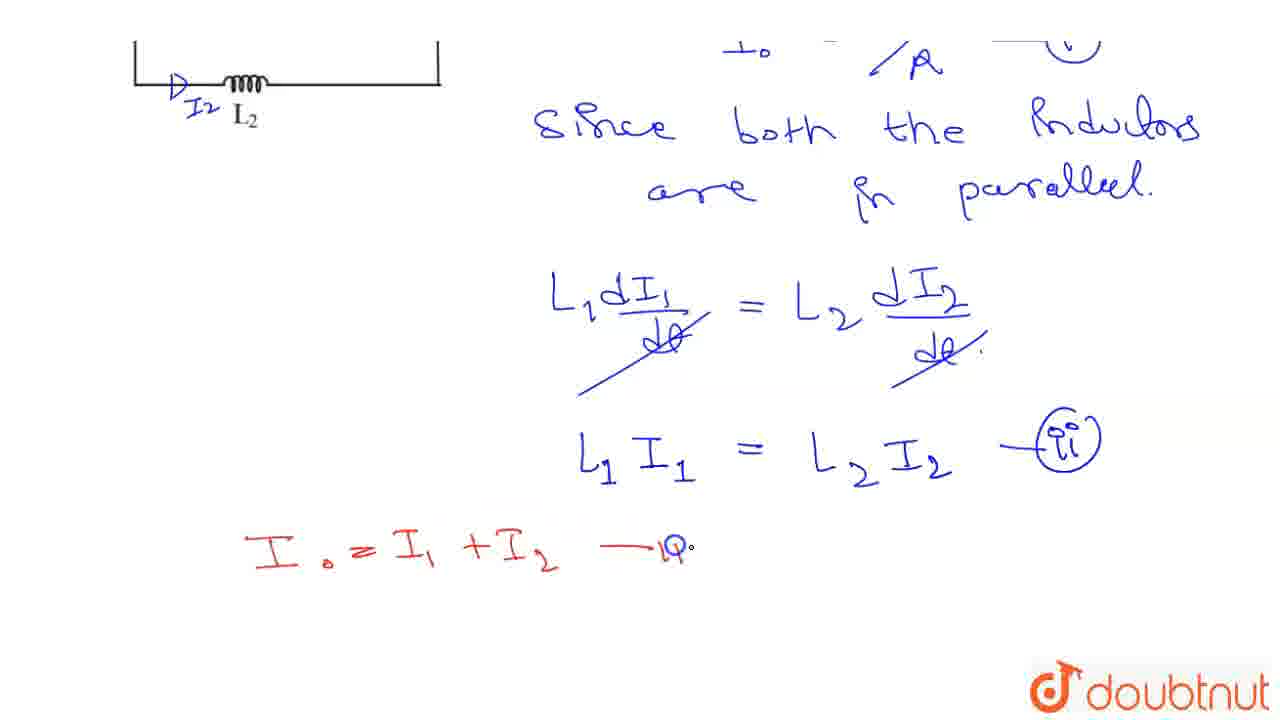 I₀ /R (i)
I2
L₂
Since both the inductors
are in parallel.
L₁ dI₁/dt = L₂ dI₂/dt
L₁ I₁ = L₂ I₂ — (ii)
I₀ = I₁ + I₂ —
doubtnut